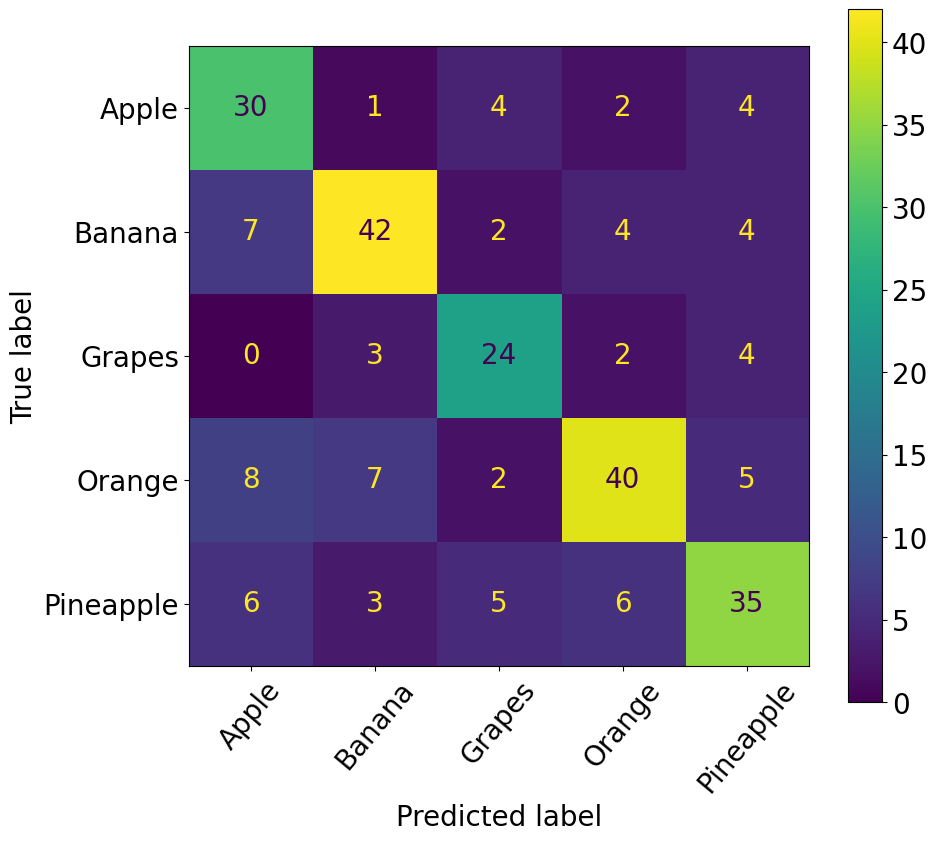 Apple 30 1 4 2 4
Banana 7 42 2 4 4
Grapes 0 3 24 2 4
Orange 8 7 2 40 5
Pineapple 6 3 5 6 35
True label
Apple Banana Grapes Orange Pineapple
Predicted label
40
35
30
25
20
15
10
5
0